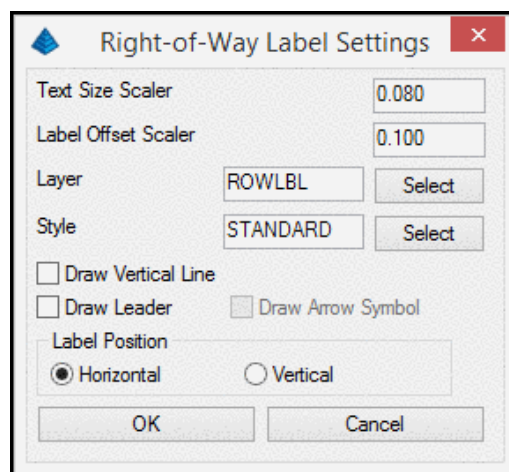 Right-of-Way Label Settings
Text Size Scaler 0.080
Label Offset Scaler 0.100
Layer ROWLBL Select
Style STANDARD Select
Draw Vertical Line
Draw Leader Draw Arrow Symbol
Label Position
Horizontal Vertical
OK Cancel